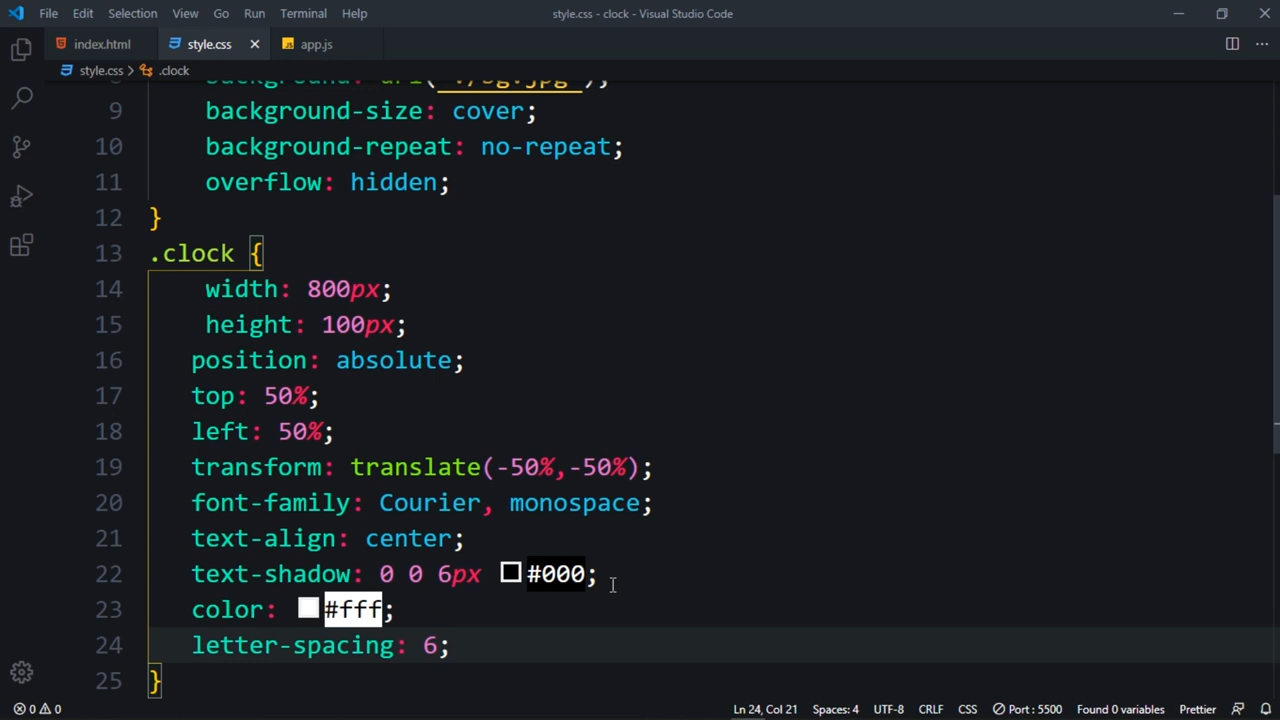 File Edit Selection View Go Run Terminal Help style.css - clock - Visual Studio Code
index.html style.css app.js
style.css > .clock
9 background-size: cover;
10 background-repeat: no-repeat;
11 overflow: hidden;
12 }
13 .clock {
14 width: 800px;
15 height: 100px;
16 position: absolute;
17 top: 50%;
18 left: 50%;
19 transform: translate(-50%,-50%);
20 font-family: Courier, monospace;
21 text-align: center;
22 text-shadow: 0 0 6px #000;
23 color: #fff;
24 letter-spacing: 6;
25 }
0 0 Ln 24, Col 21 Spaces: 4 UTF-8 CRLF CSS Port : 5500 Found 0 variables Prettier